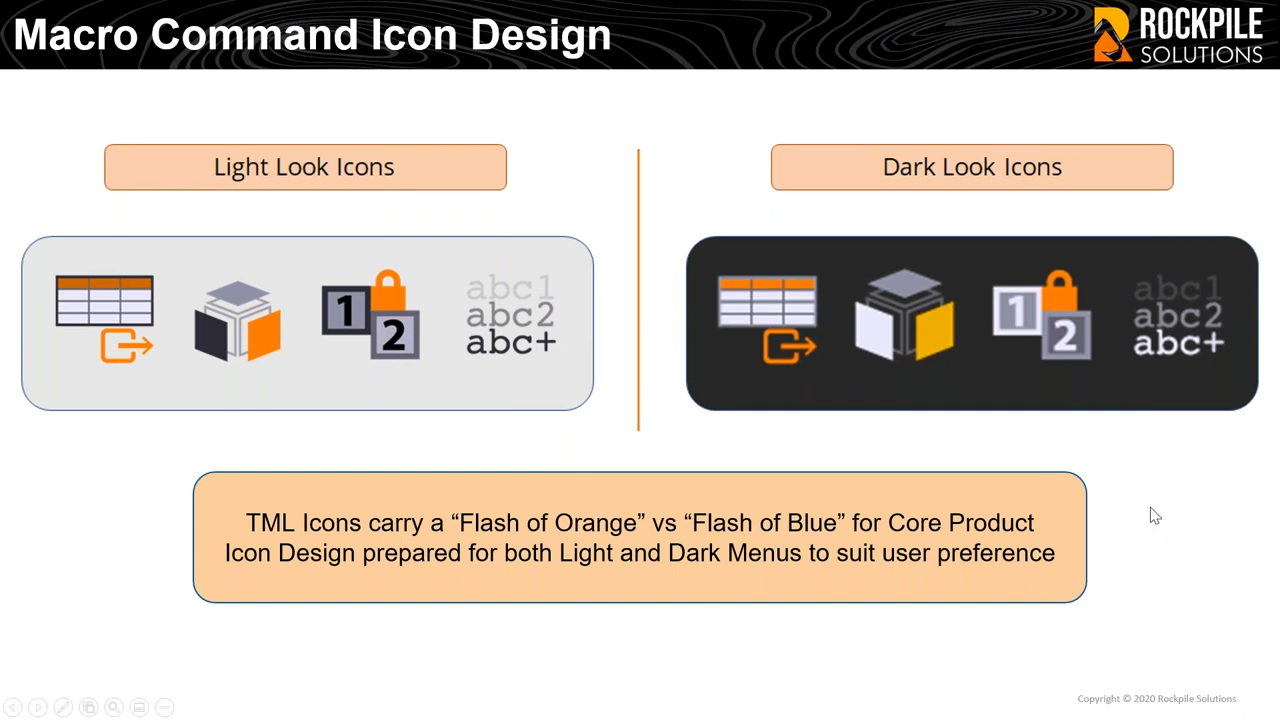 Macro Command Icon Design
ROCKPILE
SOLUTIONS
Light Look Icons
Dark Look Icons
1
2
abc1
abc2
abc+
1
2
abc1
abc2
abc+
TML Icons carry a “Flash of Orange” vs “Flash of Blue” for Core Product
Icon Design prepared for both Light and Dark Menus to suit user preference
Copyright © 2020 Rockpile Solutions